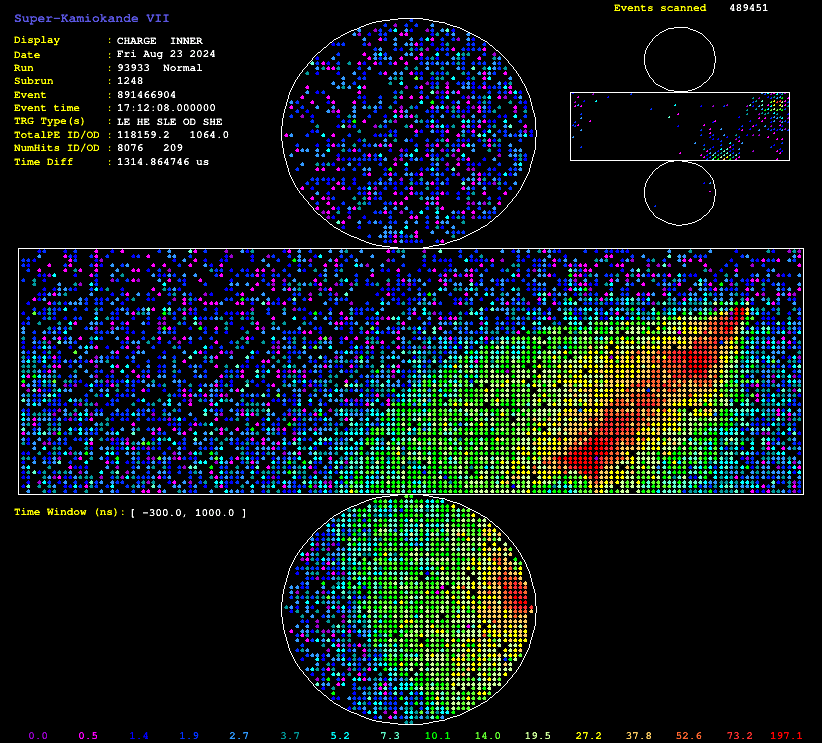 Super-Kamiokande VII
Events scanned 489451
Display : CHARGE INNER
Date : Fri Aug 23 2024
Run : 93933 Normal
Subrun : 1248
Event : 891466904
Event time : 17:12:08.000000
TRG Type(s) : LE HE SLE OD SHE
TotalPE ID/OD : 118159.2 1064.0
NumHits ID/OD : 8076 209
Time Diff : 1314.864746 us
Time Window (ns): [ -300.0, 1000.0 ]
0.0 0.5 1.4 1.9 2.7 3.7 5.2 7.3 10.1 14.0 19.5 27.2 37.8 52.6 73.2 197.1